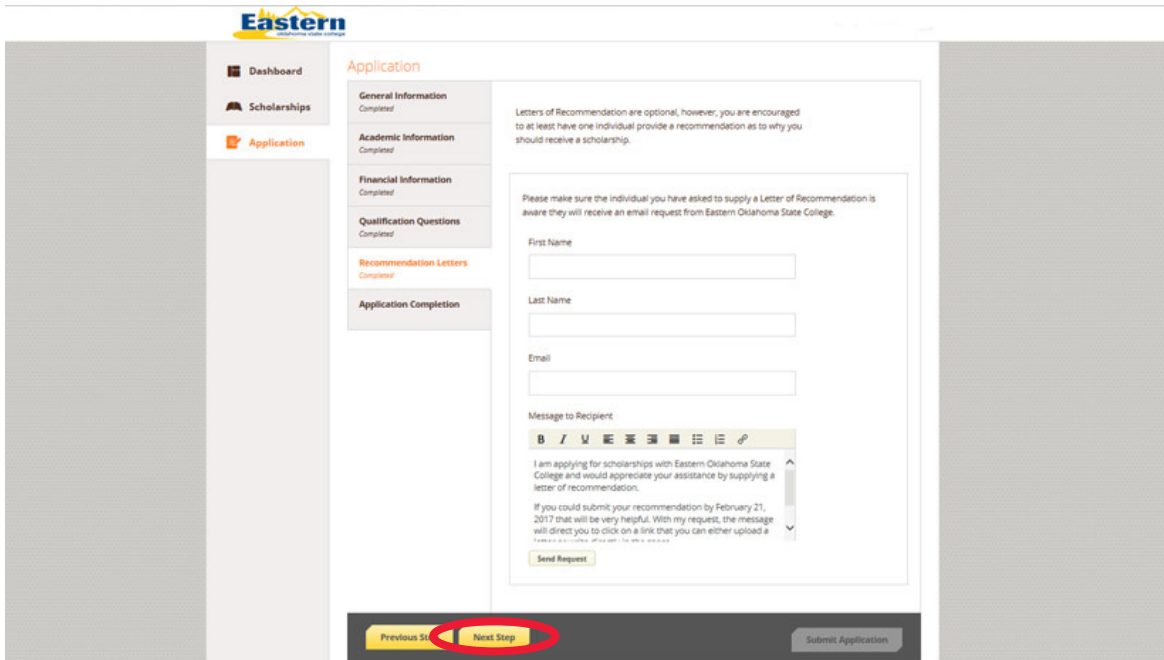 Eastern
oklahoma state college
Dashboard
Scholarships
Application
Application
General Information
Completed
Academic Information
Completed
Financial Information
Completed
Qualification Questions
Completed
Recommendation Letters
Completed
Application Completion
Letters of Recommendation are optional, however, you are encouraged
to at least have one individual provide a recommendation as to why you
should receive a scholarship.
Please make sure the individual you have asked to supply a Letter of Recommendation is
aware they will receive an email request from Eastern Oklahoma State College.
First Name
Last Name
Email
Message to Recipient
B I U
I am applying for scholarships with Eastern Oklahoma State
College and would appreciate your assistance by supplying a
letter of recommendation.
If you could submit your recommendation by February 21,
2017 that will be very helpful. With my request, the message
will direct you to click on a link that you can either upload a
Send Request
Previous St
Next Step
Submit Application